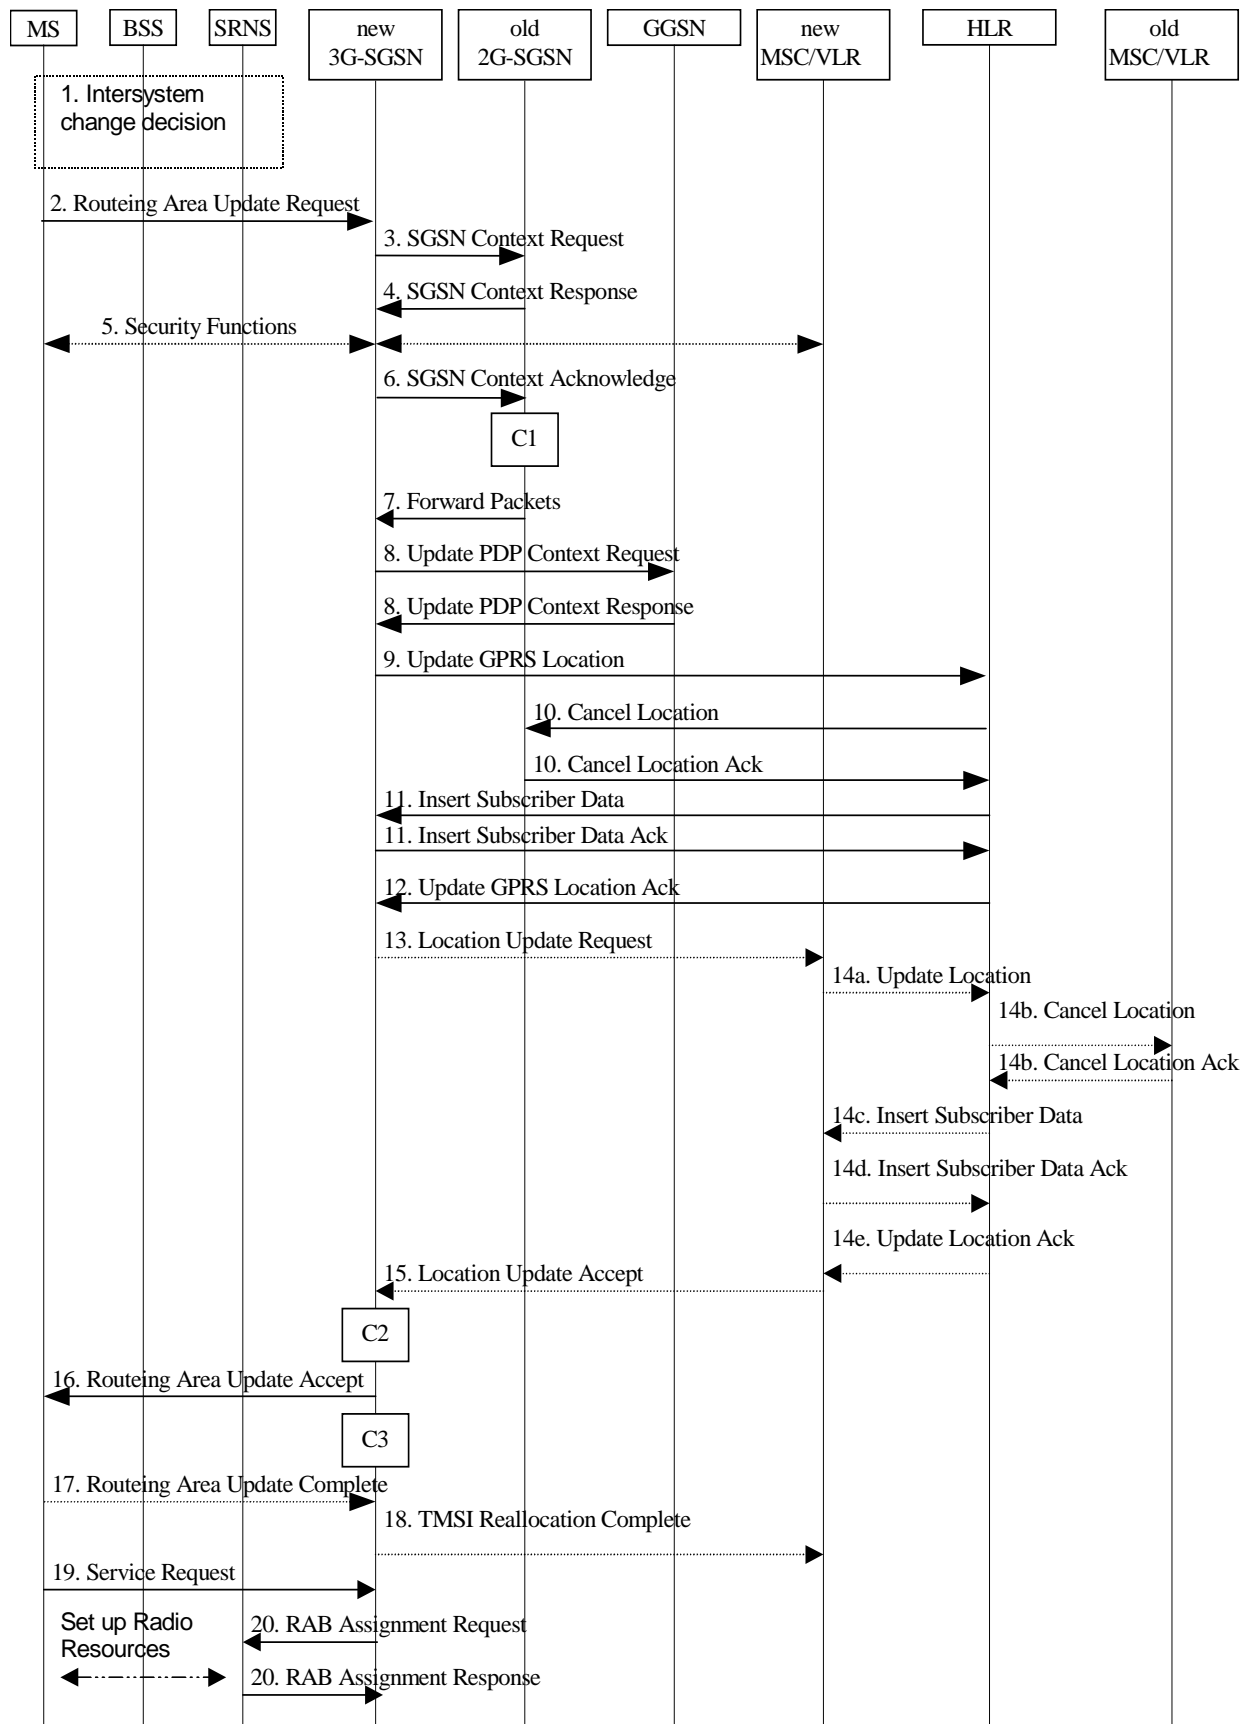 MS
BSS
SRNS
new
3G-SGSN
old
2G-SGSN
GGSN
new
MSC/VLR
HLR
old
MSC/VLR
1. Intersystem
change decision
2. Routeing Area Update Request
3. SGSN Context Request
4. SGSN Context Response
5. Security Functions
6. SGSN Context Acknowledge
C1
7. Forward Packets
8. Update PDP Context Request
8. Update PDP Context Response
9. Update GPRS Location
10. Cancel Location
10. Cancel Location Ack
11. Insert Subscriber Data
11. Insert Subscriber Data Ack
12. Update GPRS Location Ack
13. Location Update Request
14a. Update Location
14b. Cancel Location
14b. Cancel Location Ack
14c. Insert Subscriber Data
14d. Insert Subscriber Data Ack
14e. Update Location Ack
15. Location Update Accept
C2
16. Routeing Area Update Accept
C3
17. Routeing Area Update Complete
18. TMSI Reallocation Complete
19. Service Request
Set up Radio
Resources
20. RAB Assignment Request
20. RAB Assignment Response